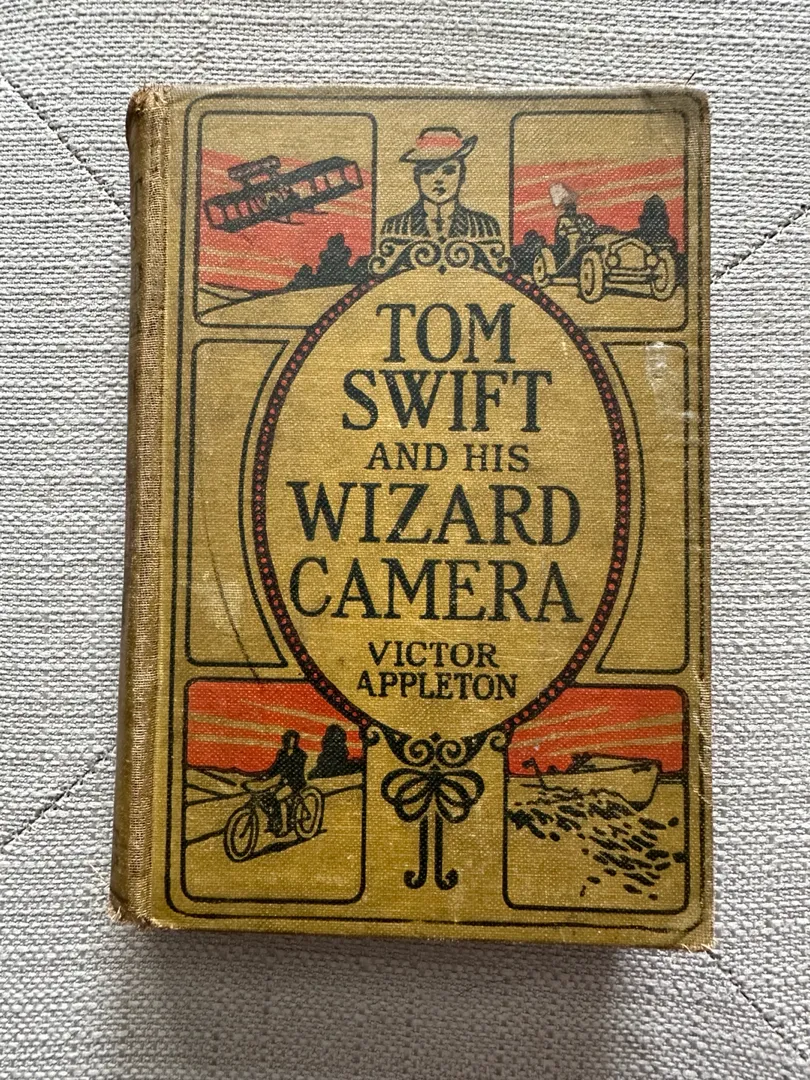 TOM
SWIFT
AND HIS
WIZARD
CAMERA
VICTOR
APPLETON